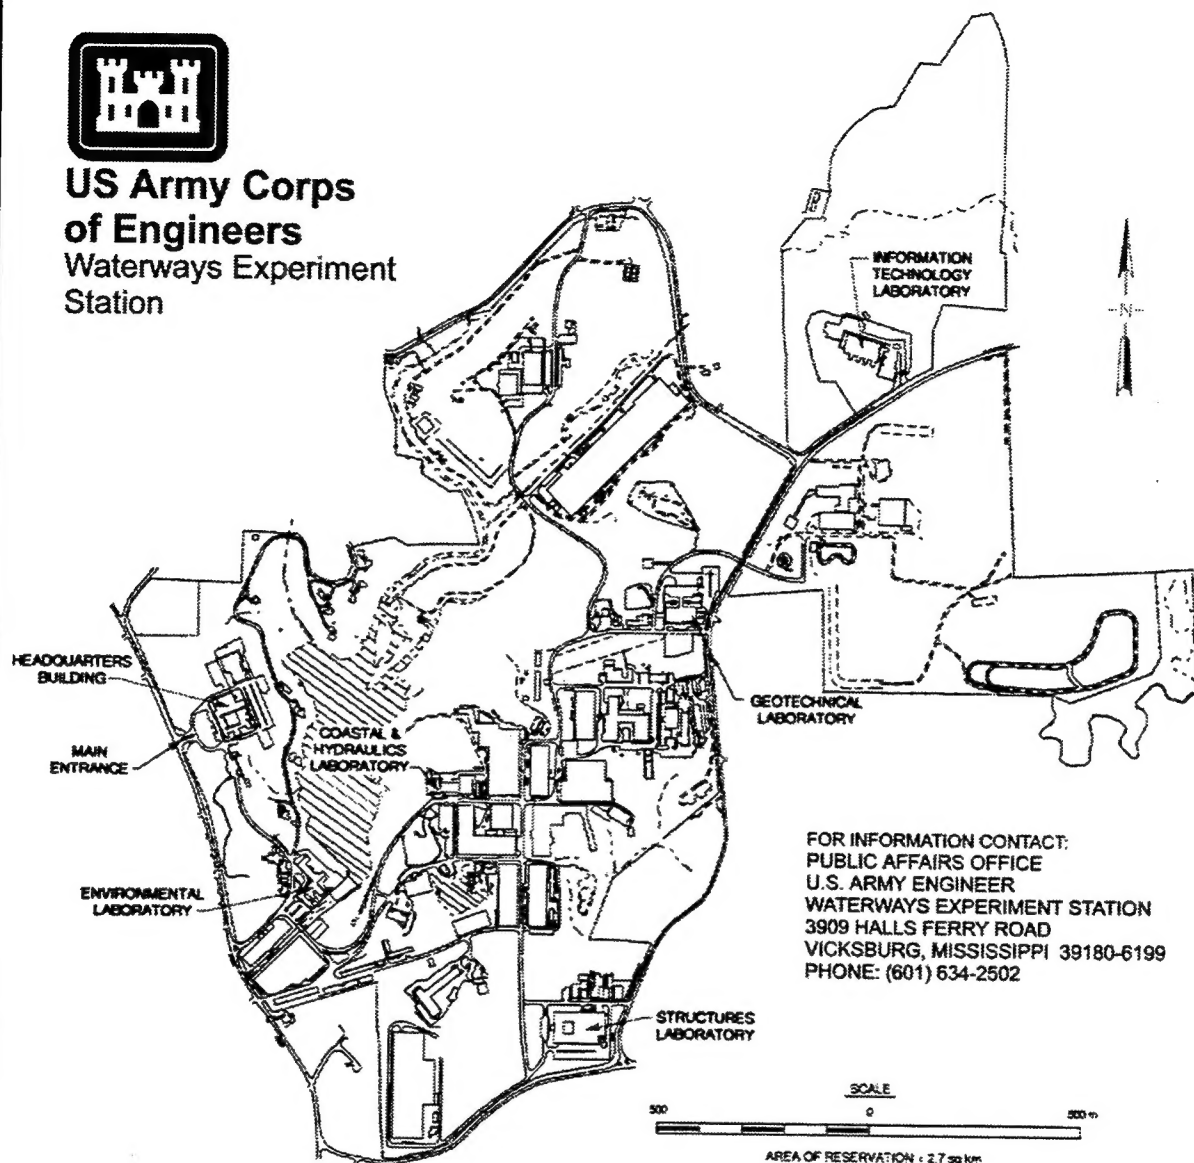 US Army Corps
of Engineers
Waterways Experiment
Station
INFORMATION
TECHNOLOGY
LABORATORY
-N-
HEADQUARTERS
BUILDING
MAIN
ENTRANCE
COASTAL &
HYDRAULICS
LABORATORY
GEOTECHNICAL
LABORATORY
ENVIRONMENTAL
LABORATORY
FOR INFORMATION CONTACT:
PUBLIC AFFAIRS OFFICE
U.S. ARMY ENGINEER
WATERWAYS EXPERIMENT STATION
3909 HALLS FERRY ROAD
VICKSBURG, MISSISSIPPI 39180-6199
PHONE: (601) 634-2502
STRUCTURES
LABORATORY
SCALE
500 0 500 m
AREA OF RESERVATION : 2.7 sq km